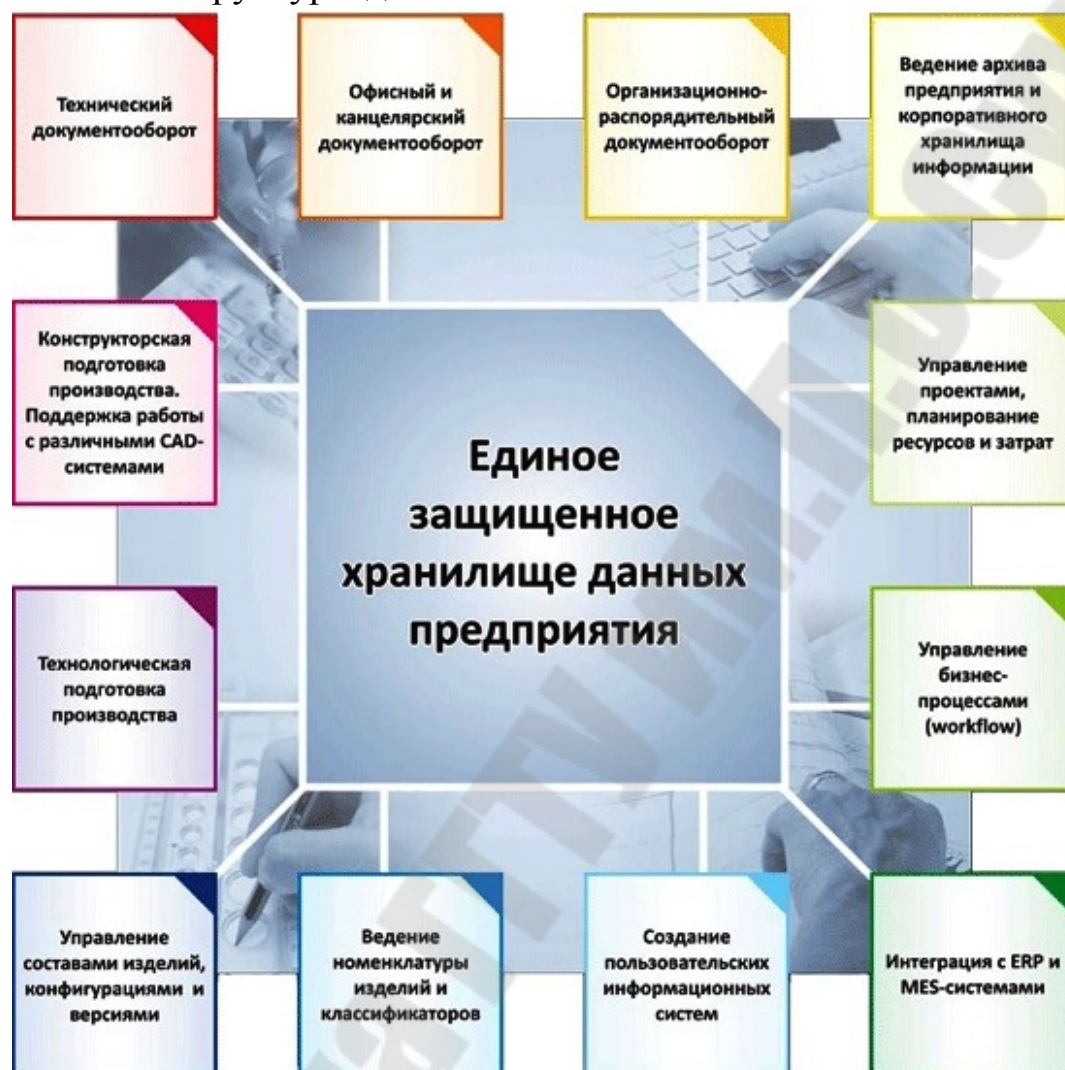 Технический
документооборот
Офисный и
канцелярский
документооборот
Организационно-
распорядительный
документооборот
Ведение архива
предприятия и
корпоративного
хранилища
информации
Конструкторская
подготовка
производства.
Поддержка работы
с различными CAD-
системами
Управление
проектами,
планирование
ресурсов и затрат
Единое
защищенное
хранилище данных
предприятия
Технологическая
подготовка
производства
Управление
бизнес-
процессами
(workflow)
Управление
составами изделий,
конфигурациями и
версиями
Ведение
номенклатуры
изделий и
классификаторов
Создание
пользовательских
информационных
систем
Интеграция с ERP и
MES-системами